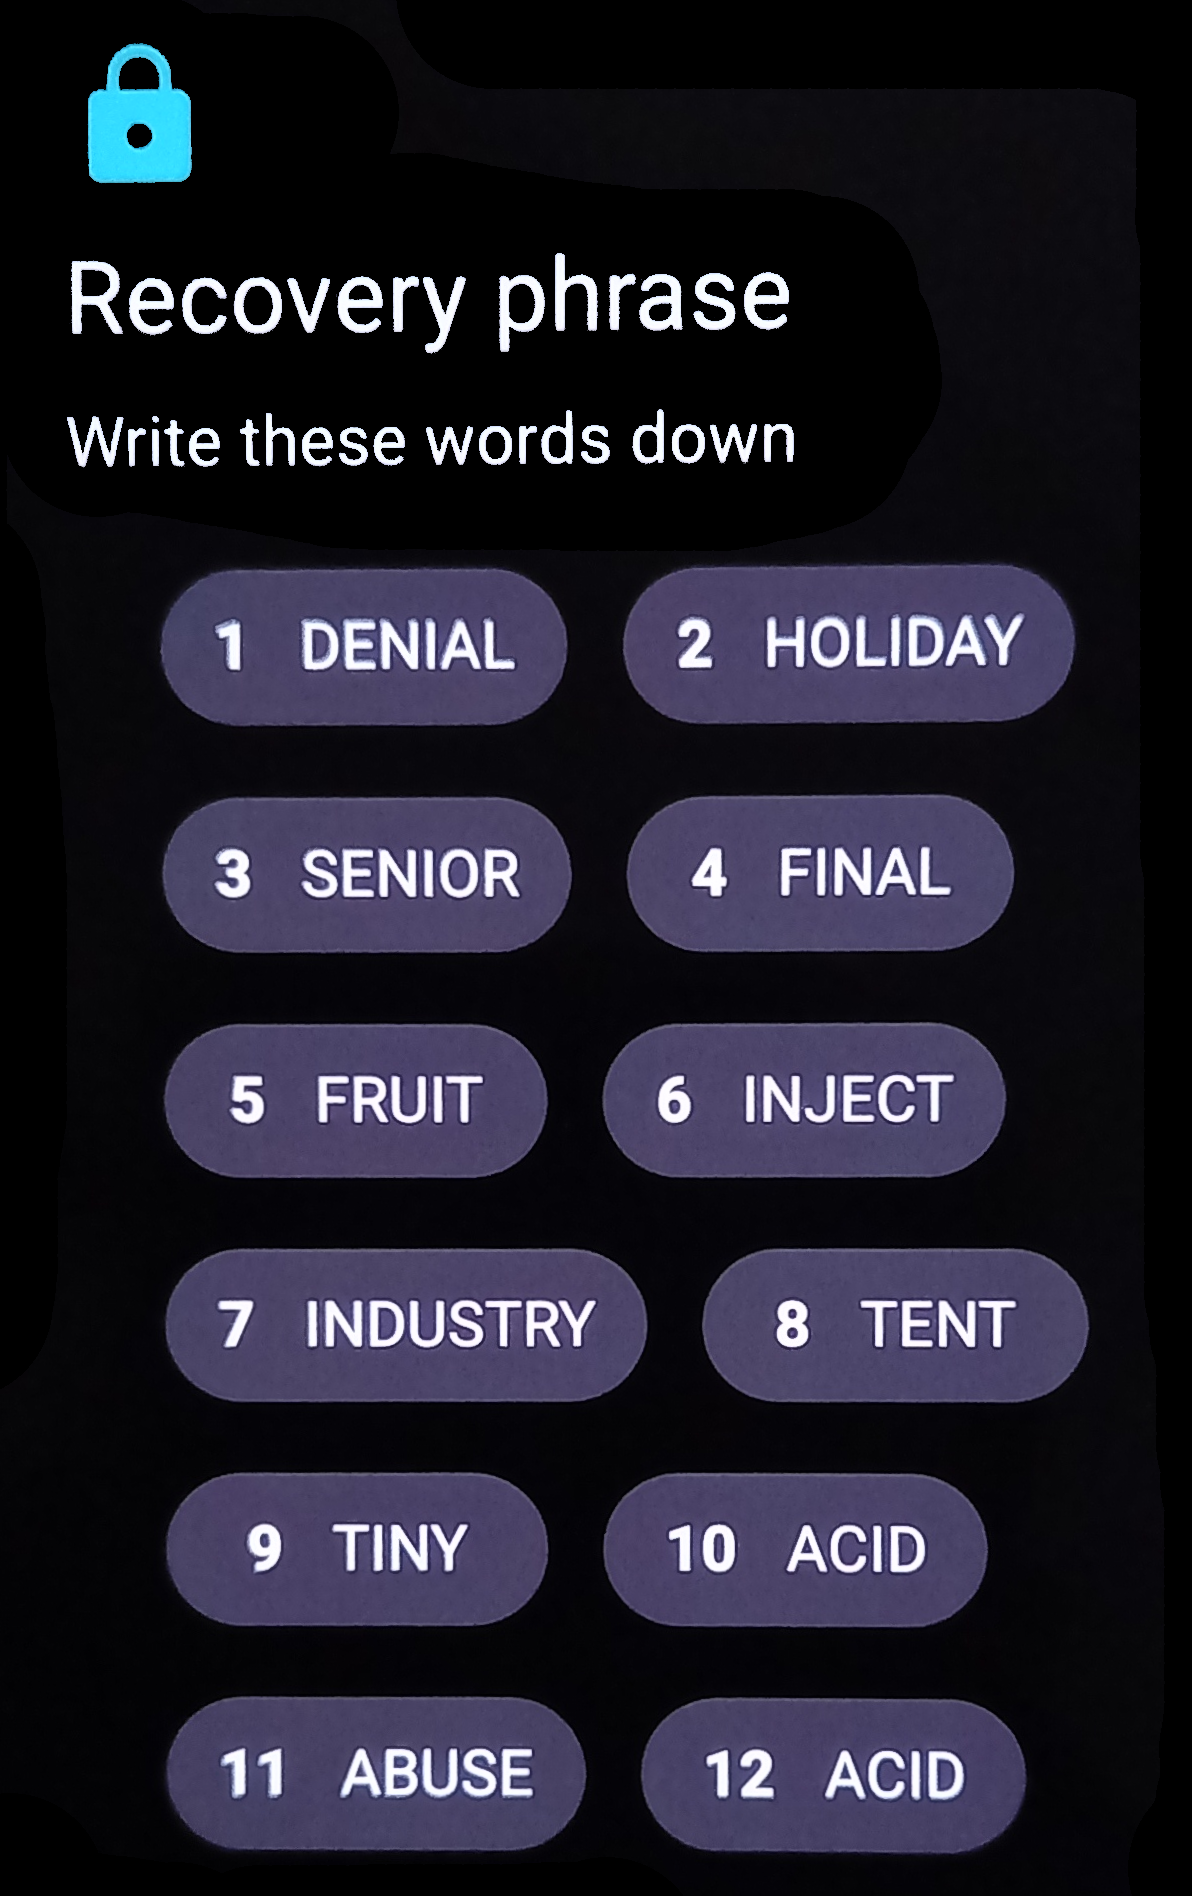 Recovery phrase
Write these words down
1 DENIAL 2 HOLIDAY
3 SENIOR 4 FINAL
5 FRUIT 6 INJECT
7 INDUSTRY 8 TENT
9 TINY 10 ACID
11 ABUSE 12 ACID